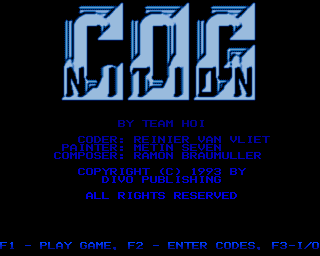 COG
NITION
BY TEAM HOI
CODER: REINIER VAN VLIET
PAINTER: METIN SEVEN
COMPOSER: RAMON BRAUMULLER
COPYRIGHT (C) 1993 BY
DIVO PUBLISHING
ALL RIGHTS RESERVED
F1 - PLAY GAME. F2 - ENTER CODES. F3-I/O